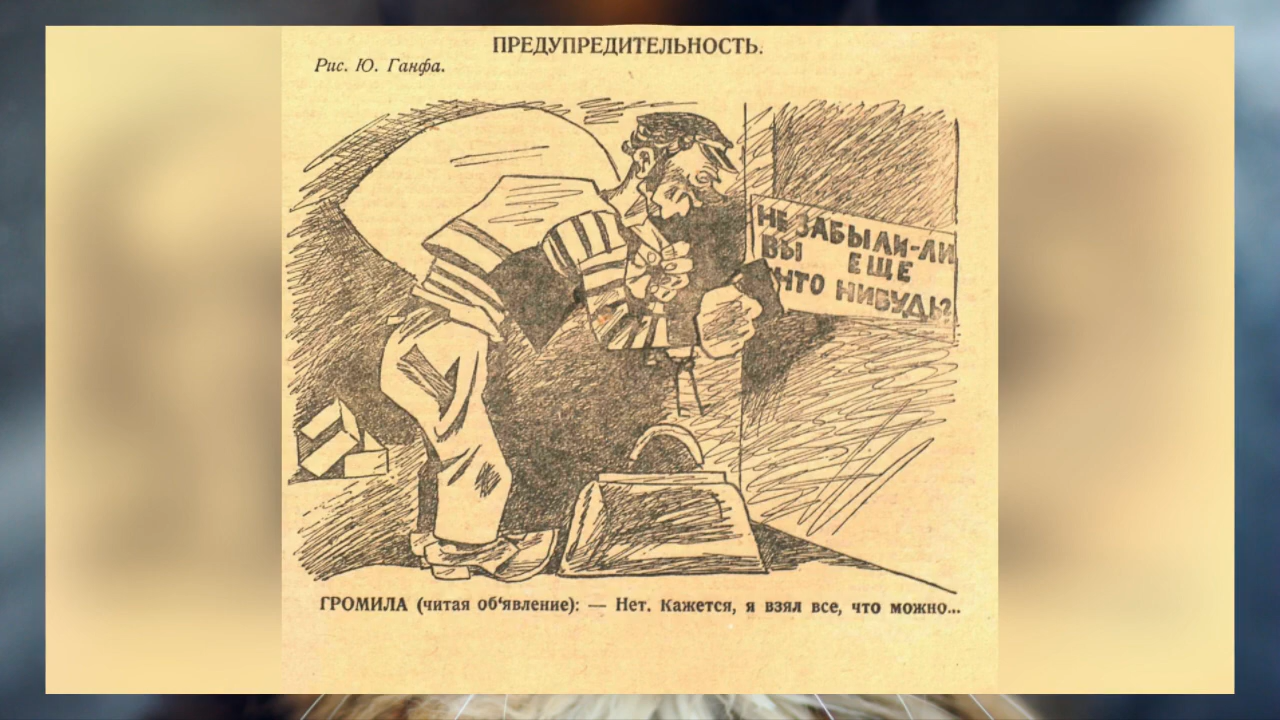 ПРЕДУПРЕДИТЕЛЬНОСТЬ.
Рис. Ю. Ганфа.
НЕ ЗАБЫЛИ-ЛИ
ВЫ ЕЩЕ
ЧТО НИБУДЬ?
ГРОМИЛА (читая об‘явление): — Нет. Кажется, я взял все, что можно...